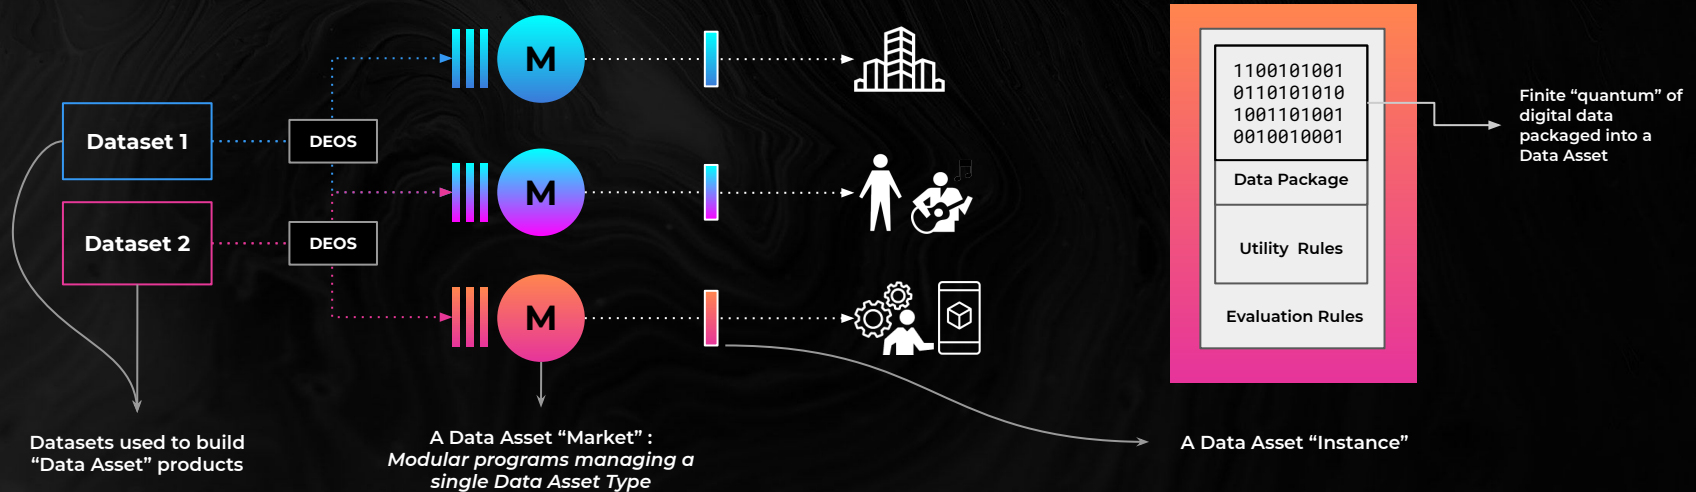 Dataset 1
Dataset 2
DEOS
DEOS
M
M
M
Datasets used to build
“Data Asset” products
A Data Asset “Market” :
Modular programs managing a
single Data Asset Type
1100101001
0110101010
1001101001
0010010001
Data Package
Utility Rules
Evaluation Rules
A Data Asset “Instance”
Finite “quantum” of
digital data
packaged into a
Data Asset